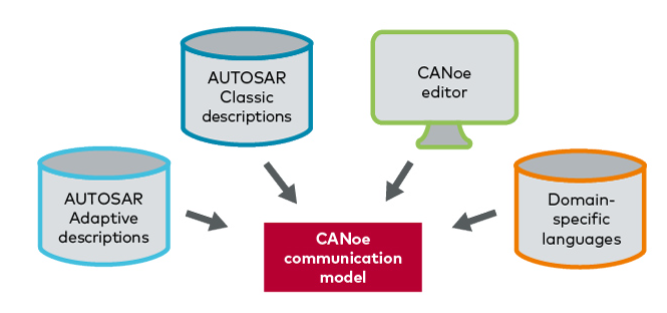 AUTOSAR
Classic
descriptions
CANoe
editor
AUTOSAR
Adaptive
descriptions
Domain-
specific
languages
CANoe
communication
model